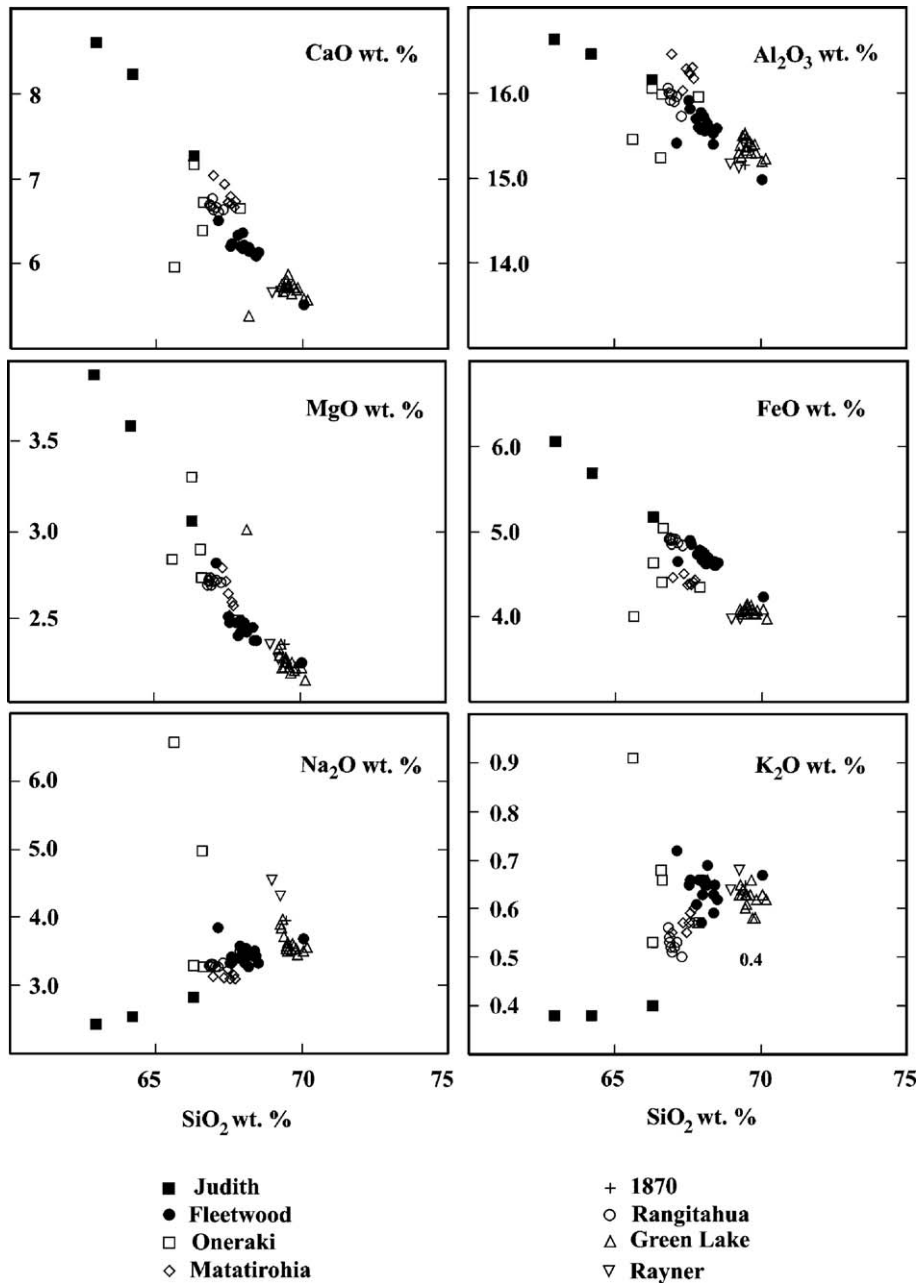 CaO wt. %
8
7
6
Al₂O₃ wt. %
16.0
15.0
14.0
MgO wt. %
3.5
3.0
2.5
FeO wt. %
6.0
5.0
4.0
Na₂O wt. %
6.0
5.0
4.0
3.0
K₂O wt. %
0.9
0.8
0.7
0.6
0.5
0.4
0.4
65 70 75
65 70 75
SiO₂ wt. %
SiO₂ wt. %
Judith
Fleetwood
Oneraki
Matatirohia
1870
Rangitahua
Green Lake
Rayner